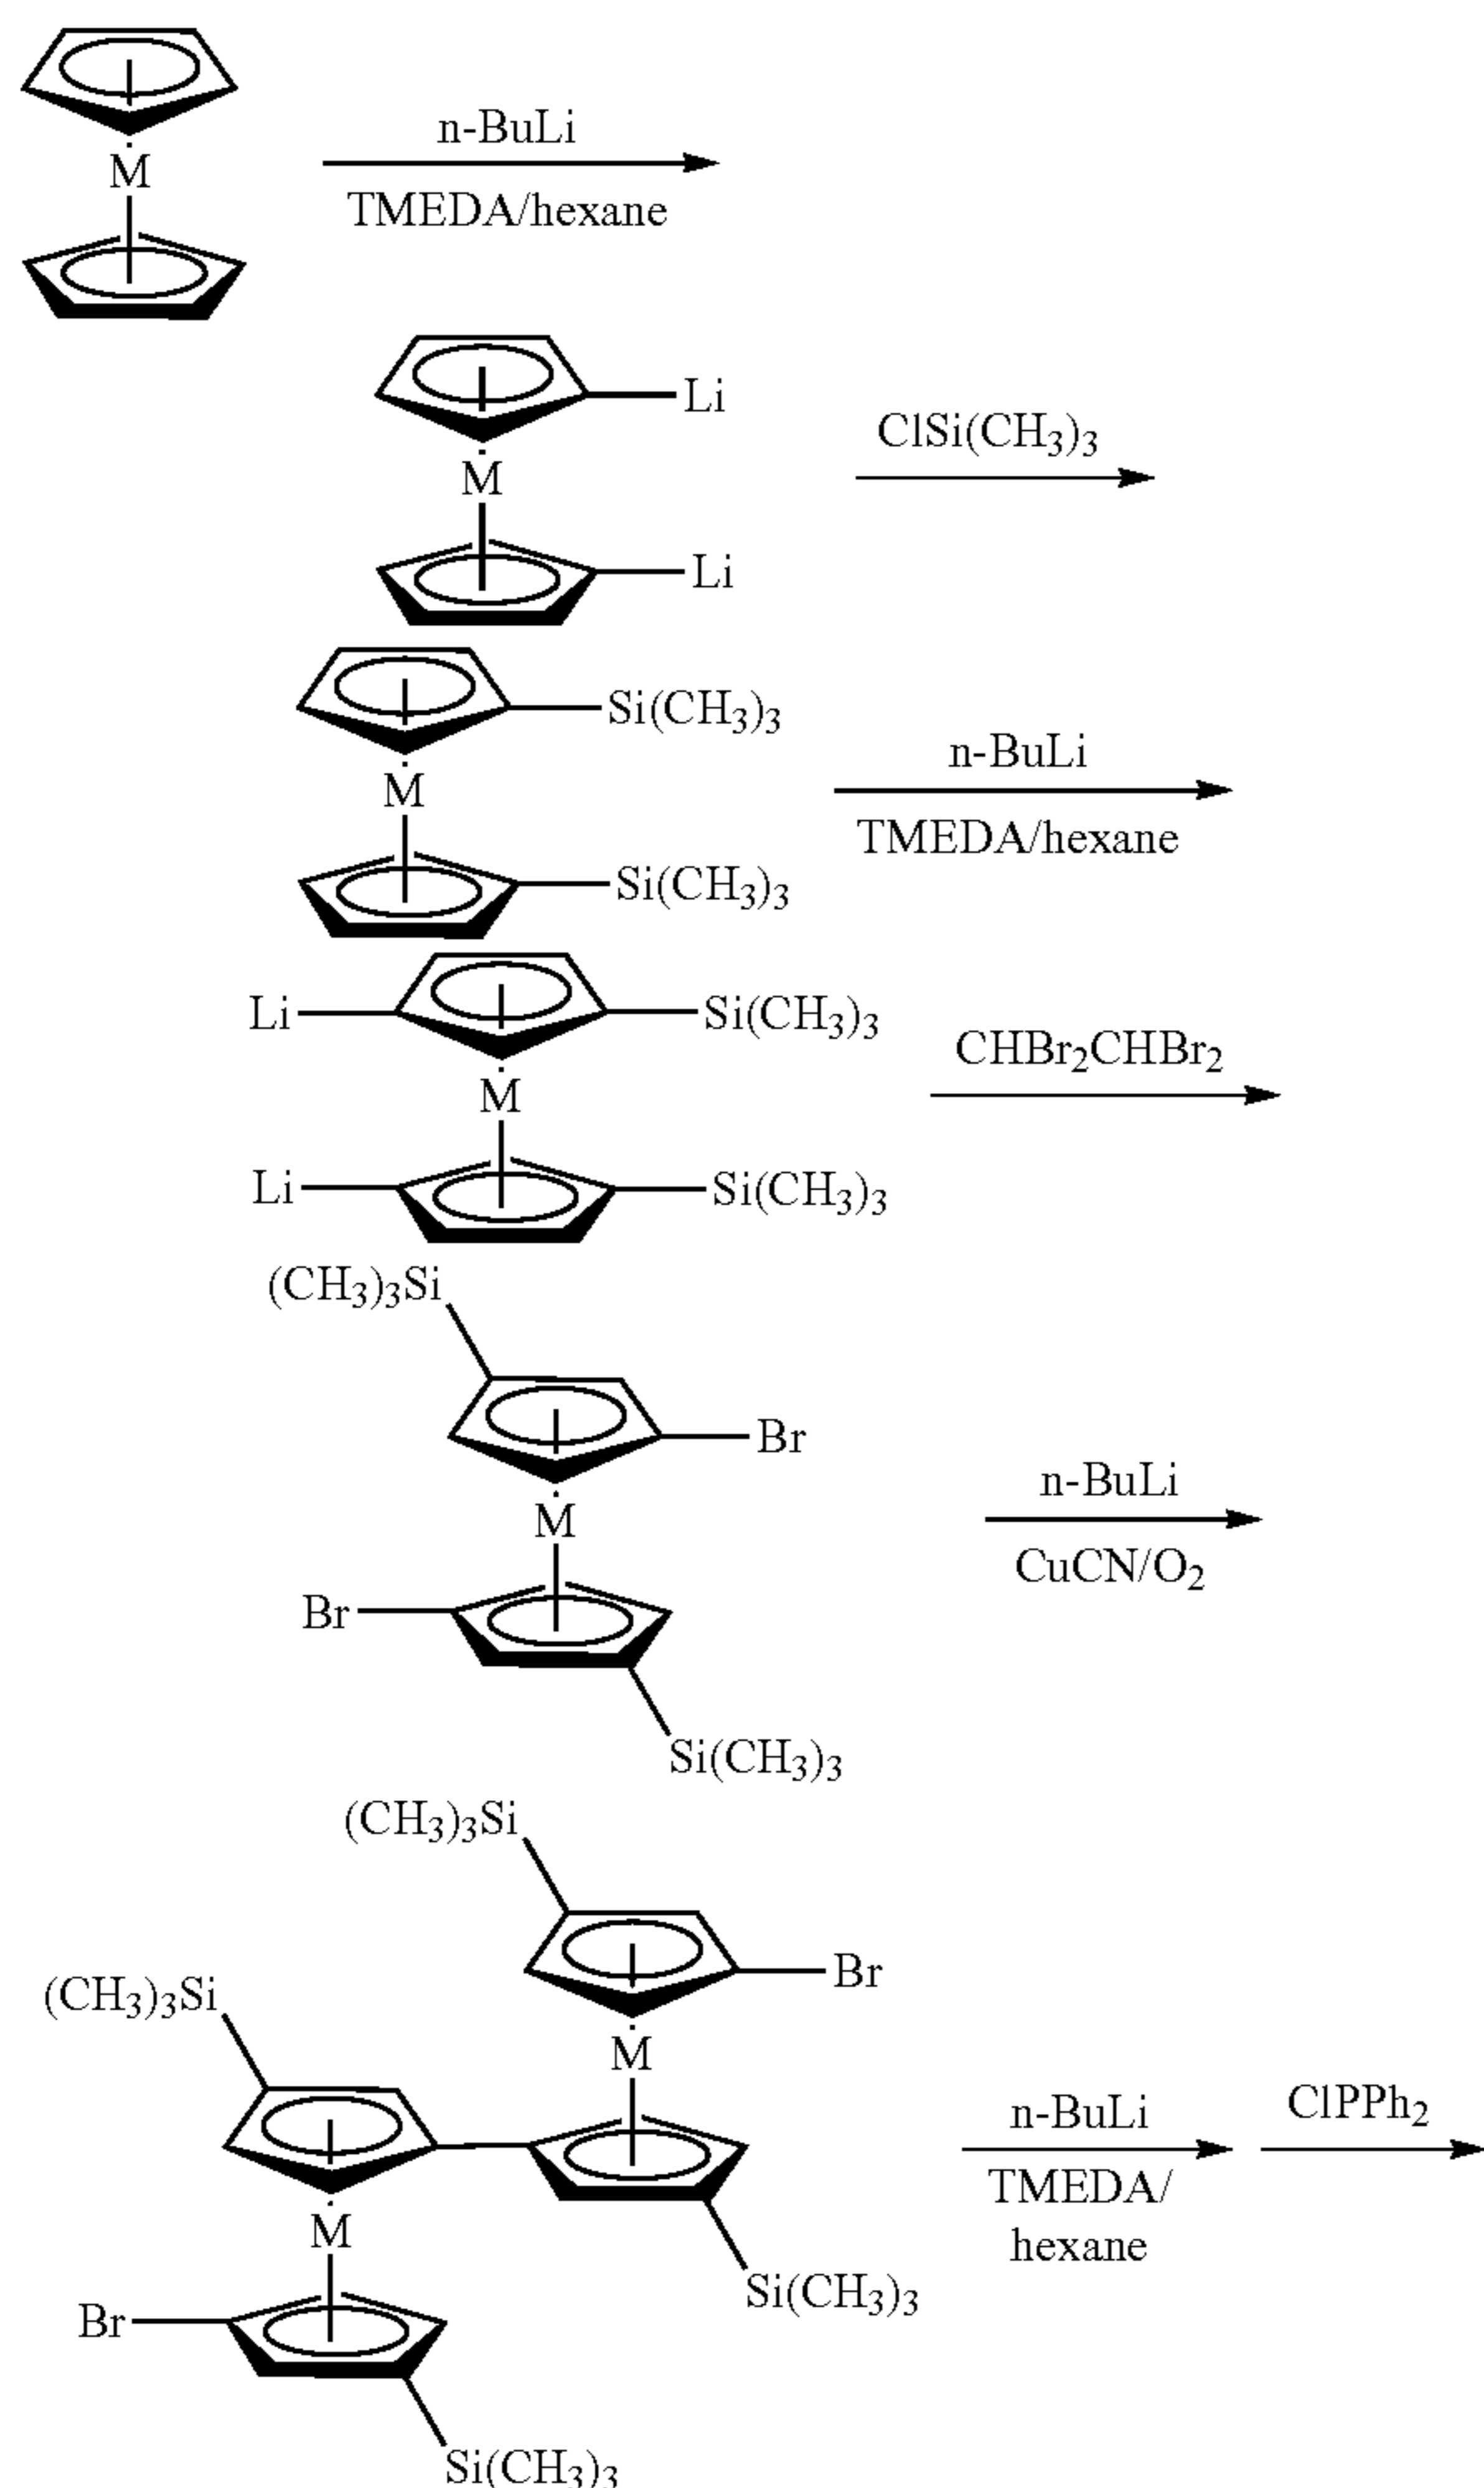 n-BuLi
M
TMEDA/hexane
Li
ClSi(CH₃)₃
M
Li
Si(CH₃)₃
n-BuLi
M
TMEDA/hexane
Si(CH₃)₃
Li
Si(CH₃)₃
CHBr₂CHBr₂
M
Li
Si(CH₃)₃
(CH₃)₃Si
Br
n-BuLi
M
CuCN/O₂
Br
Si(CH₃)₃
(CH₃)₃Si
Br
(CH₃)₃Si
M
n-BuLi
ClPPh₂
TMEDA/
hexane
M
Si(CH₃)₃
Br
Si(CH₃)₃